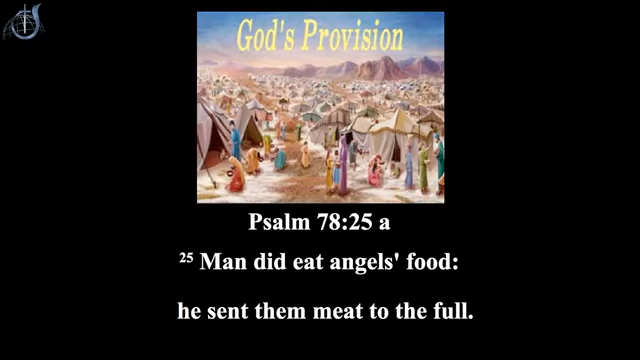 God's Provision
Psalm 78:25 a
25 Man did eat angels' food:
he sent them meat to the full.